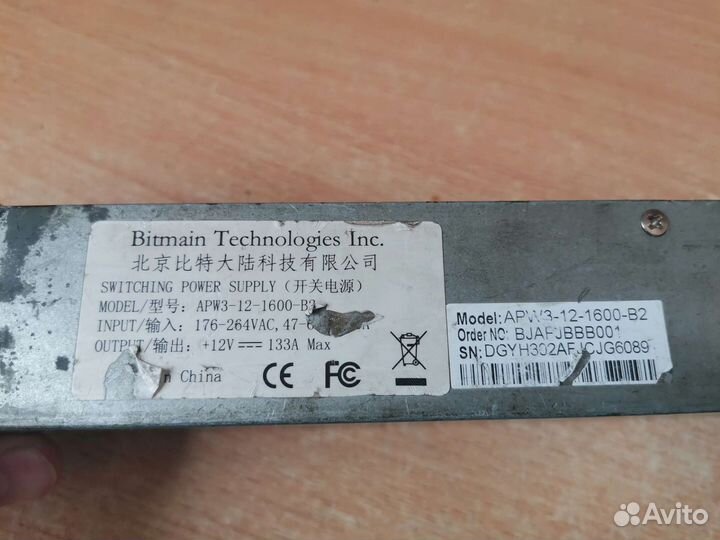 Bitmain Technologies Inc.
北京比特大陆科技有限公司
SWITCHING POWER SUPPLY (开关电源)
MODEL/型号: APW3-12-1600-B3
INPUT/输入: 176-264VAC, 47-
OUTPUT/输出: +12V 133A Max
in China
CE FC
Model: APW3-12-1600-B2
Order NO: BJAPJBBB001
SN:
Avito